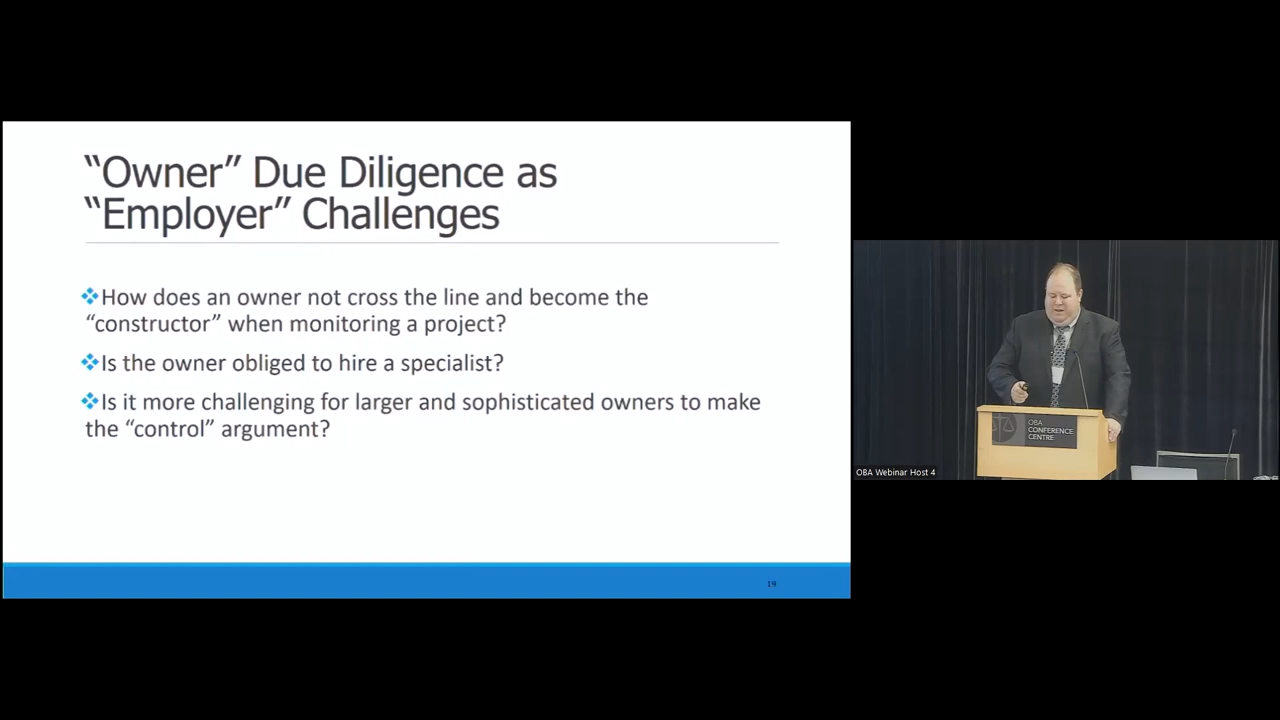 “Owner” Due Diligence as
“Employer” Challenges
❖How does an owner not cross the line and become the
“constructor” when monitoring a project?
❖Is the owner obliged to hire a specialist?
❖Is it more challenging for larger and sophisticated owners to make
the “control” argument?
19
OBA
CONFERENCE
CENTRE
OBA Webinar Host 4